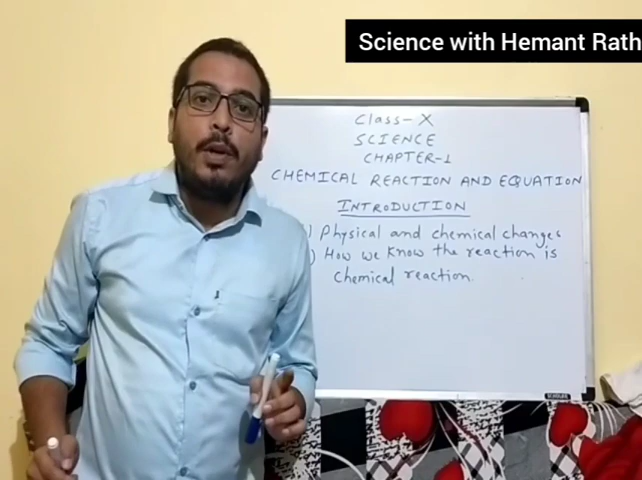 Science with Hemant Rath
Class-X
SCIENCE
CHAPTER-1
CHEMICAL REACTION AND EQUATION
INTRODUCTION
) Physical and chemical changes
) How we know the reaction is
chemical reaction.
SCHOLAR